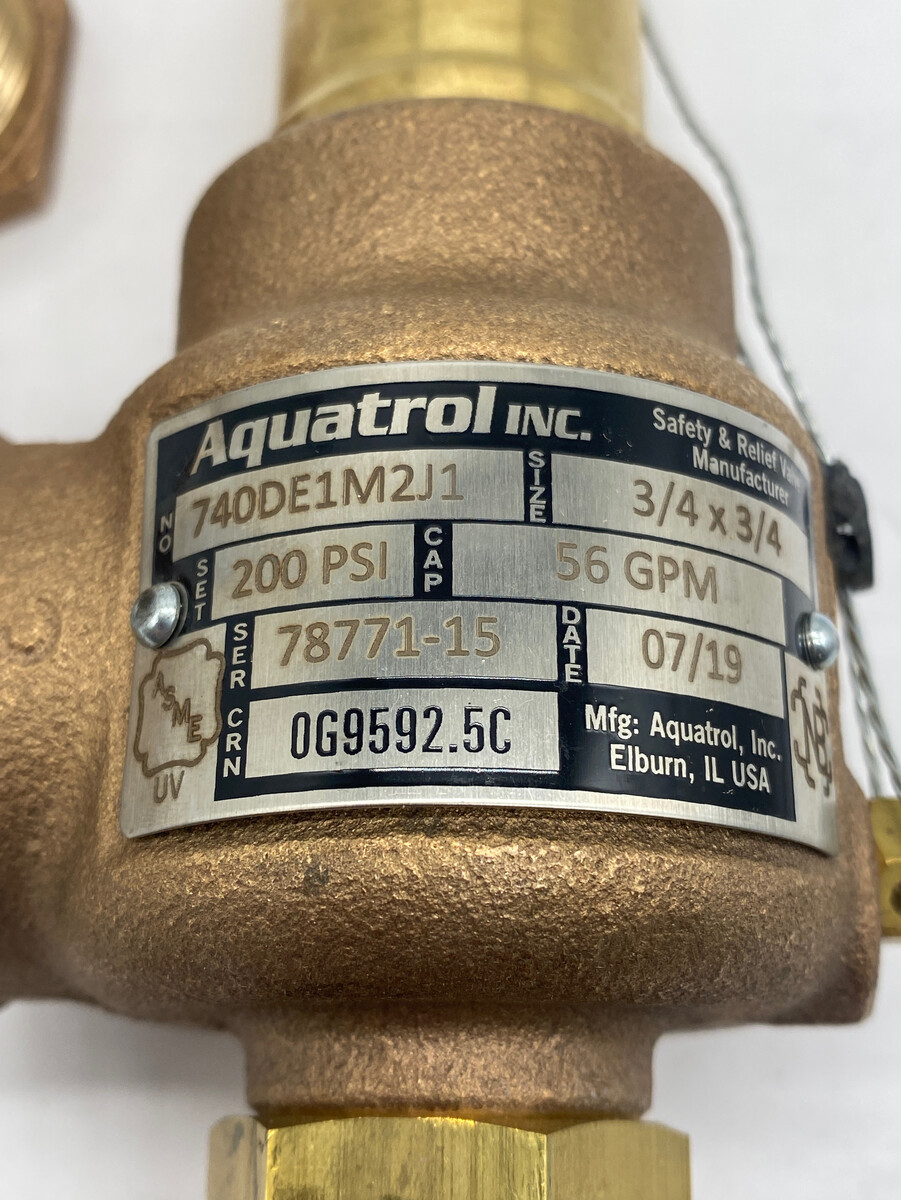 Aquatrol INC.
Safety & Relief Valve
Manufacturer
NO 740DE1M2J1 SIZE 3/4 x 3/4
SET 200 PSI CAP 56 GPM
SER 78771-15 DATE 07/19
CRN 0G9592.5C
Mfg: Aquatrol, Inc.
Elburn, IL USA
ASME
UV
NB